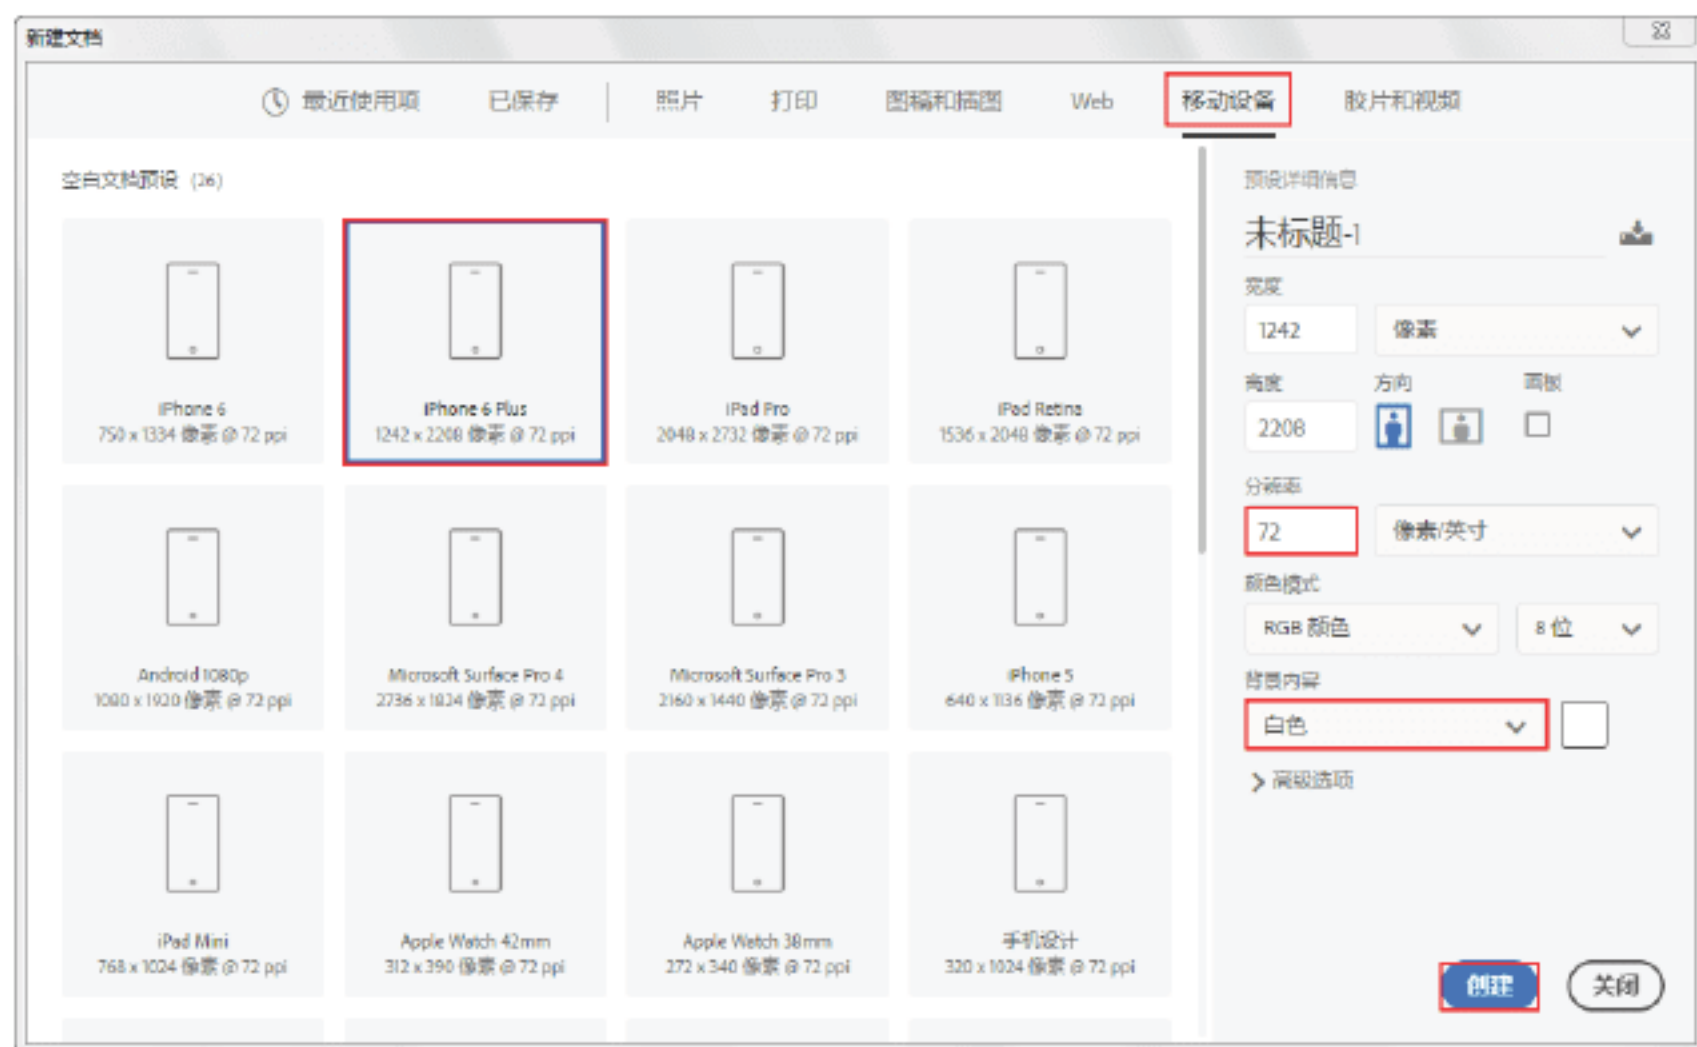 新建文档
最近使用项 已保存 照片 打印 图稿和插图 Web 移动设备 胶片和视频
空白文档预设 (26)
iPhone 6
750 x 1334 像素 @ 72 ppi
iPhone 6 Plus
1242 x 2208 像素 @ 72 ppi
iPad Pro
2048 x 2732 像素 @ 72 ppi
iPad Retina
1536 x 2048 像素 @ 72 ppi
Android 1080p
1080 x 1920 像素 @ 72 ppi
Microsoft Surface Pro 4
2736 x 1824 像素 @ 72 ppi
Microsoft Surface Pro 3
2160 x 1440 像素 @ 72 ppi
iPhone 5
640 x 1136 像素 @ 72 ppi
iPad Mini
768 x 1024 像素 @ 72 ppi
Apple Watch 42mm
312 x 390 像素 @ 72 ppi
Apple Watch 38mm
272 x 340 像素 @ 72 ppi
手机设计
320 x 1024 像素 @ 72 ppi
预设详细信息
未标题-1
宽度
1242 像素
高度 方向 画板
2208
分辨率
72 像素/英寸
颜色模式
RGB 颜色 8 位
背景内容
白色
高级选项
创建 关闭